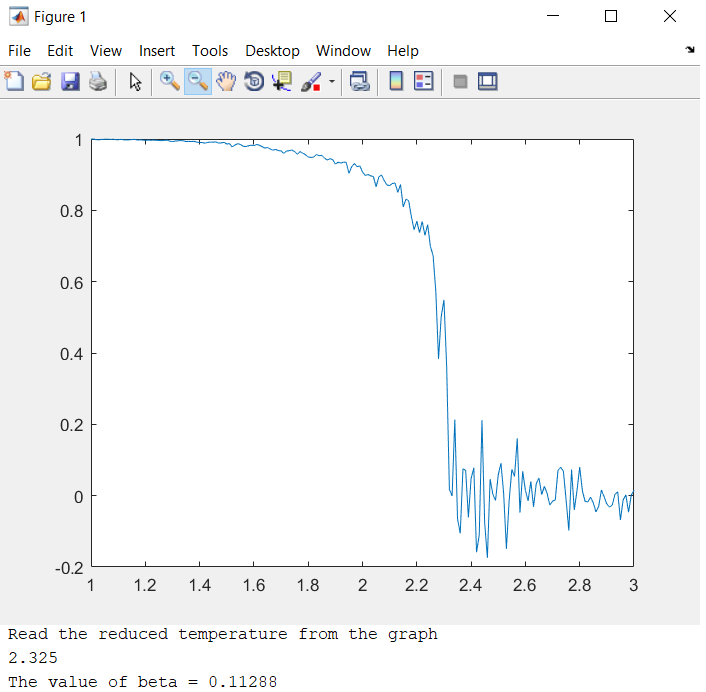 Figure 1
File Edit View Insert Tools Desktop Window Help
1
0.8
0.6
0.4
0.2
0
-0.2
1 1.2 1.4 1.6 1.8 2 2.2 2.4 2.6 2.8 3
Read the reduced temperature from the graph
2.325
The value of beta = 0.11288